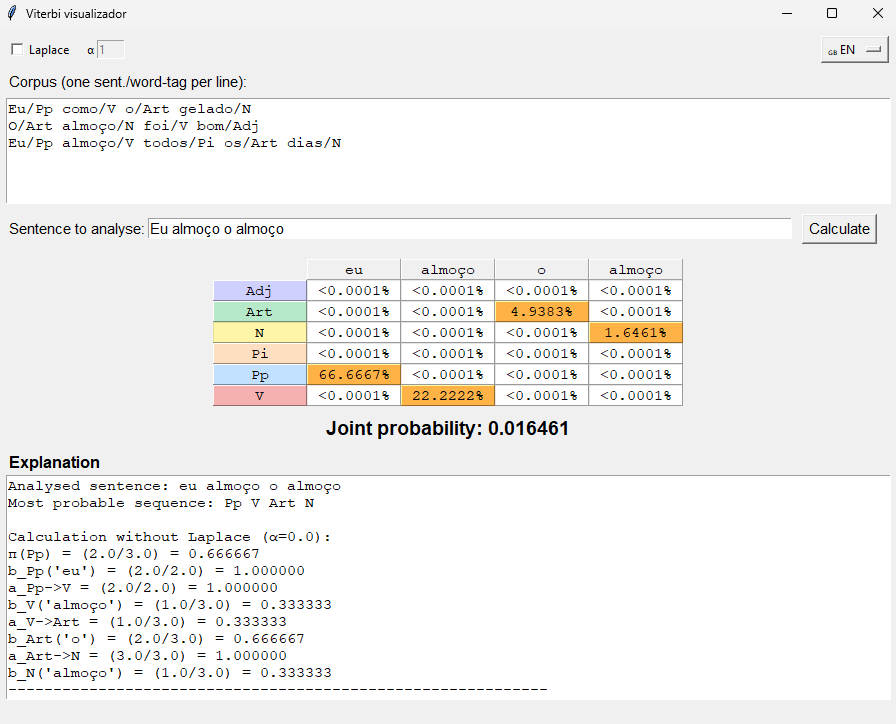 Viterbi visualizador
Laplace α 1 GB EN
Corpus (one sent./word-tag per line):
Eu/Pp como/V o/Art gelado/N
O/Art almoço/N foi/V bom/Adj
Eu/Pp almoço/V todos/Pi os/Art dias/N
Sentence to analyse: Eu almoço o almoço Calculate
eu almoço o almoço
Adj <0.0001% <0.0001% <0.0001% <0.0001%
Art <0.0001% <0.0001% 4.9383% <0.0001%
N <0.0001% <0.0001% <0.0001% 1.6461%
Pi <0.0001% <0.0001% <0.0001% <0.0001%
Pp 66.6667% <0.0001% <0.0001% <0.0001%
V <0.0001% 22.2222% <0.0001% <0.0001%
Joint probability: 0.016461
Explanation
Analysed sentence: eu almoço o almoço
Most probable sequence: Pp V Art N
Calculation without Laplace (α=0.0):
π(Pp) = (2.0/3.0) = 0.666667
b_Pp('eu') = (2.0/2.0) = 1.000000
a_Pp->V = (2.0/2.0) = 1.000000
b_V('almoço') = (1.0/3.0) = 0.333333
a_V->Art = (1.0/3.0) = 0.333333
b_Art('o') = (2.0/3.0) = 0.666667
a_Art->N = (3.0/3.0) = 1.000000
b_N('almoço') = (1.0/3.0) = 0.333333
------------------------------------------------------------